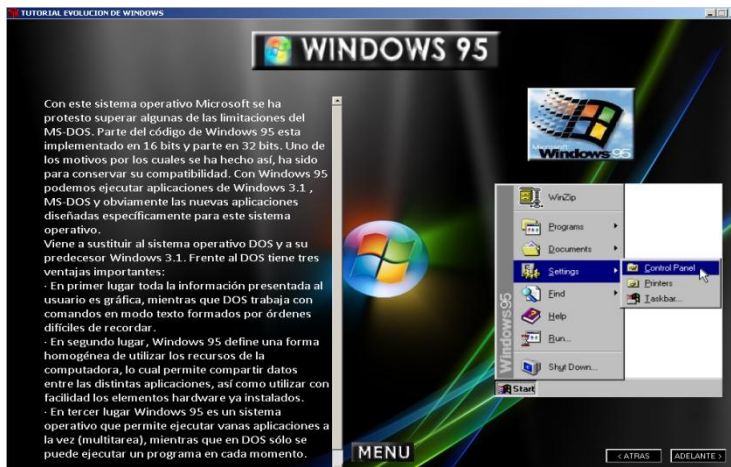 TUTORIAL EVOLUCION DE WINDOWS
WINDOWS 95
Con este sistema operativo Microsoft se ha
protesto superar algunas de las limitaciones del
MS-DOS. Parte del código de Windows 95 esta
implementado en 16 bits y parte en 32 bits. Uno de
los motivos por los cuales se ha hecho así, ha sido
para conservar su compatibilidad. Con Windows 95
podemos ejecutar aplicaciones de Windows 3.1 ,
MS-DOS y obviamente las nuevas aplicaciones
diseñadas específicamente para este sistema
operativo.
Viene a sustituir al sistema operativo DOS y a su
predecesor Windows 3.1. Frente al DOS tiene tres
ventajas importantes:
· En primer lugar toda la información presentada al
usuario es gráfica, mientras que DOS trabaja con
comandos en modo texto formados por órdenes
difíciles de recordar.
· En segundo lugar, Windows 95 define una forma
homogénea de utilizar los recursos de la
computadora, lo cual permite compartir datos
entre las distintas aplicaciones, así como utilizar con
facilidad los elementos hardware ya instalados.
· En tercer lugar Windows 95 es un sistema
operativo que permite ejecutar vanas aplicaciones a
la vez (multitarea), mientras que en DOS sólo se
puede ejecutar un programa en cada momento.
Microsoft
Windows 95
WinZip
Programs
Documents
Settings
Find
Help
Run...
Shut Down...
Control Panel
Printers
Taskbar...
Windows95
Start
MENU
< ATRAS
ADELANTE >